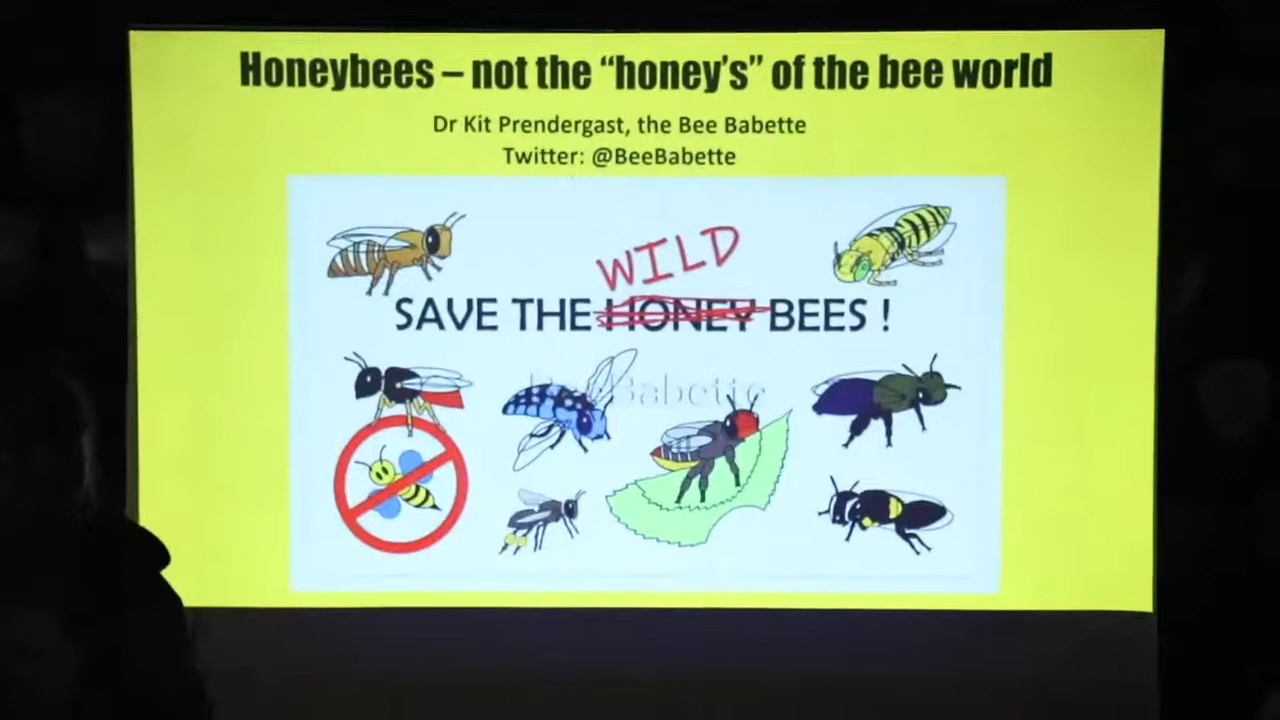 Honeybees – not the “honey’s” of the bee world
Dr Kit Prendergast, the Bee Babette
Twitter: @BeeBabette
WILD
SAVE THE HONEY BEES !
BeeBabette